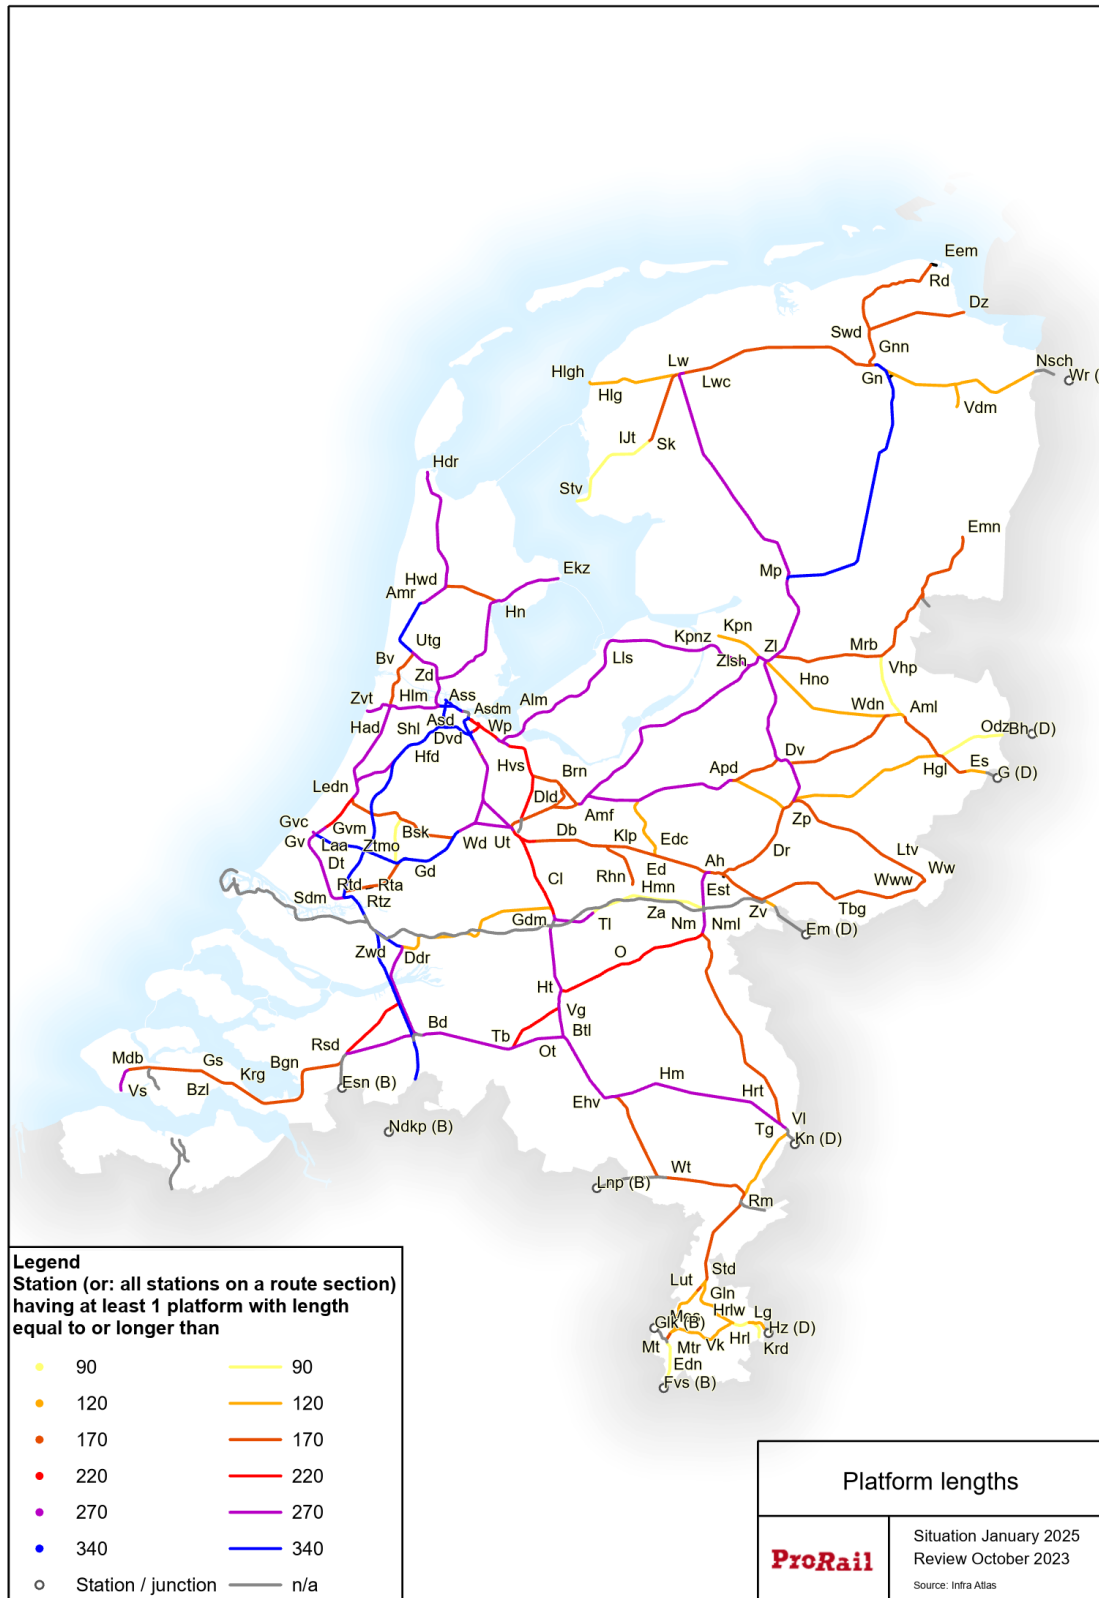 Eem
Rd
Dz
Swd
Gnn
Lw
Nsch
Hlgh
Lwc
Gn
Wr (
Hlg
Vdm
IJt
Sk
Hdr
Stv
Emn
Ekz
Mp
Hwd
Amr
Hn
Kpn
Utg
Kpnz
Zl
Mrb
Bv
Lls
Zlsh
Vhp
Zd
Hno
Zvt
Hlm
Ass
Alm
Wdn
Aml
Asdm
Had
Shl
Asd
Wp
Odz
Bh (D)
Dvd
Hfd
Hvs
Dv
Brn
Apd
Hgl
Es
G (D)
Ledn
Dld
Gvc
Gvm
Bsk
Amf
Zp
Gv
Laa
Ztmo
Wd
Ut
Db
Klp
Edc
Dt
Gd
Dr
Ltv
Ed
Ah
Ww
Rtd
Rta
Cl
Rhn
Hmn
Est
Www
Sdm
Rtz
Gdm
Tl
Za
Nm
Nml
Zv
Tbg
Em (D)
Zwd
Ddr
O
Ht
Vg
Bd
Tb
Btl
Rsd
Ot
Mdb
Gs
Bgn
Krg
Vs
Bzl
Esn (B)
Hm
Hrt
Ehv
Vl
Ndkp (B)
Tg
Kn (D)
Wt
Lnp (B)
Rm
Std
Lut
Gln
Mes
Hrlw
Lg
Glk (B)
Hz (D)
Mt
Mtr
Vk
Hrl
Krd
Edn
Fvs (B)
Legend
Station (or: all stations on a route section)
having at least 1 platform with length
equal to or longer than
90 90
120 120
170 170
220 220
270 270
340 340
Station / junction n/a
Platform lengths
ProRail
Situation January 2025
Review October 2023
Source: Infra Atlas